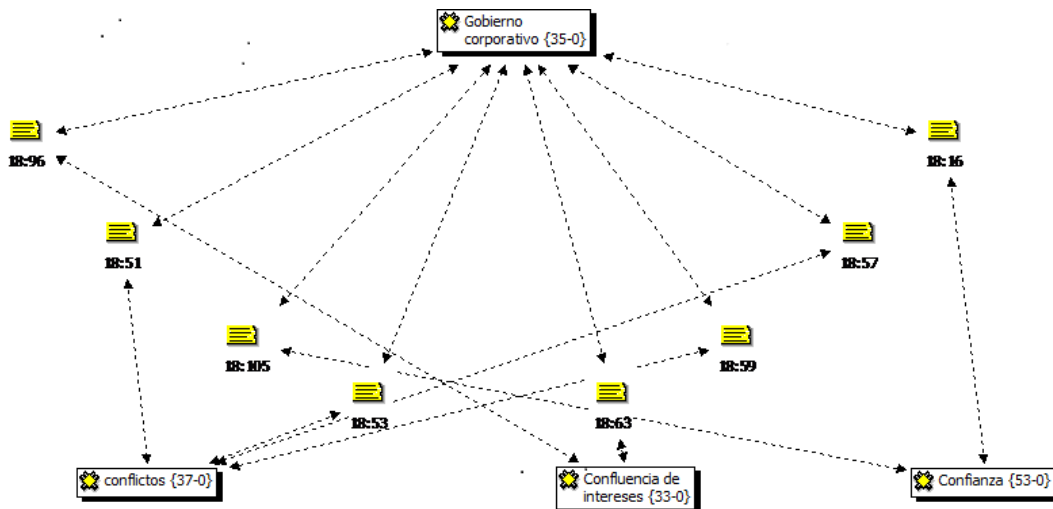 Gobierno
corporativo {35-0}
18:96
18:16
18:51
18:57
18:105
18:59
18:53
18:63
conflictos {37-0}
Confluencia de
intereses {33-0}
Confianza {53-0}